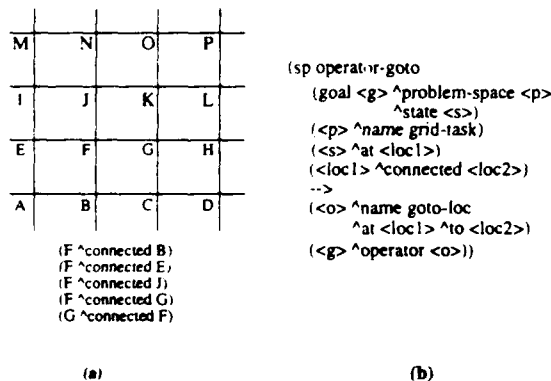 M N O P
I J K L
E F G H
A B C D
(F ^connected B)
(F ^connected E)
(F ^connected J)
(F ^connected G)
(G ^connected F)
(a)
(sp operator-goto
(goal <g> ^problem-space <p>
^state <s>)
(<p> ^name grid-task)
(<s> ^at <loc1>)
(<loc1> ^connected <loc2>)
-->
(<o> ^name goto-loc
^at <loc1> ^to <loc2>)
(<g> ^operator <o>))
(b)